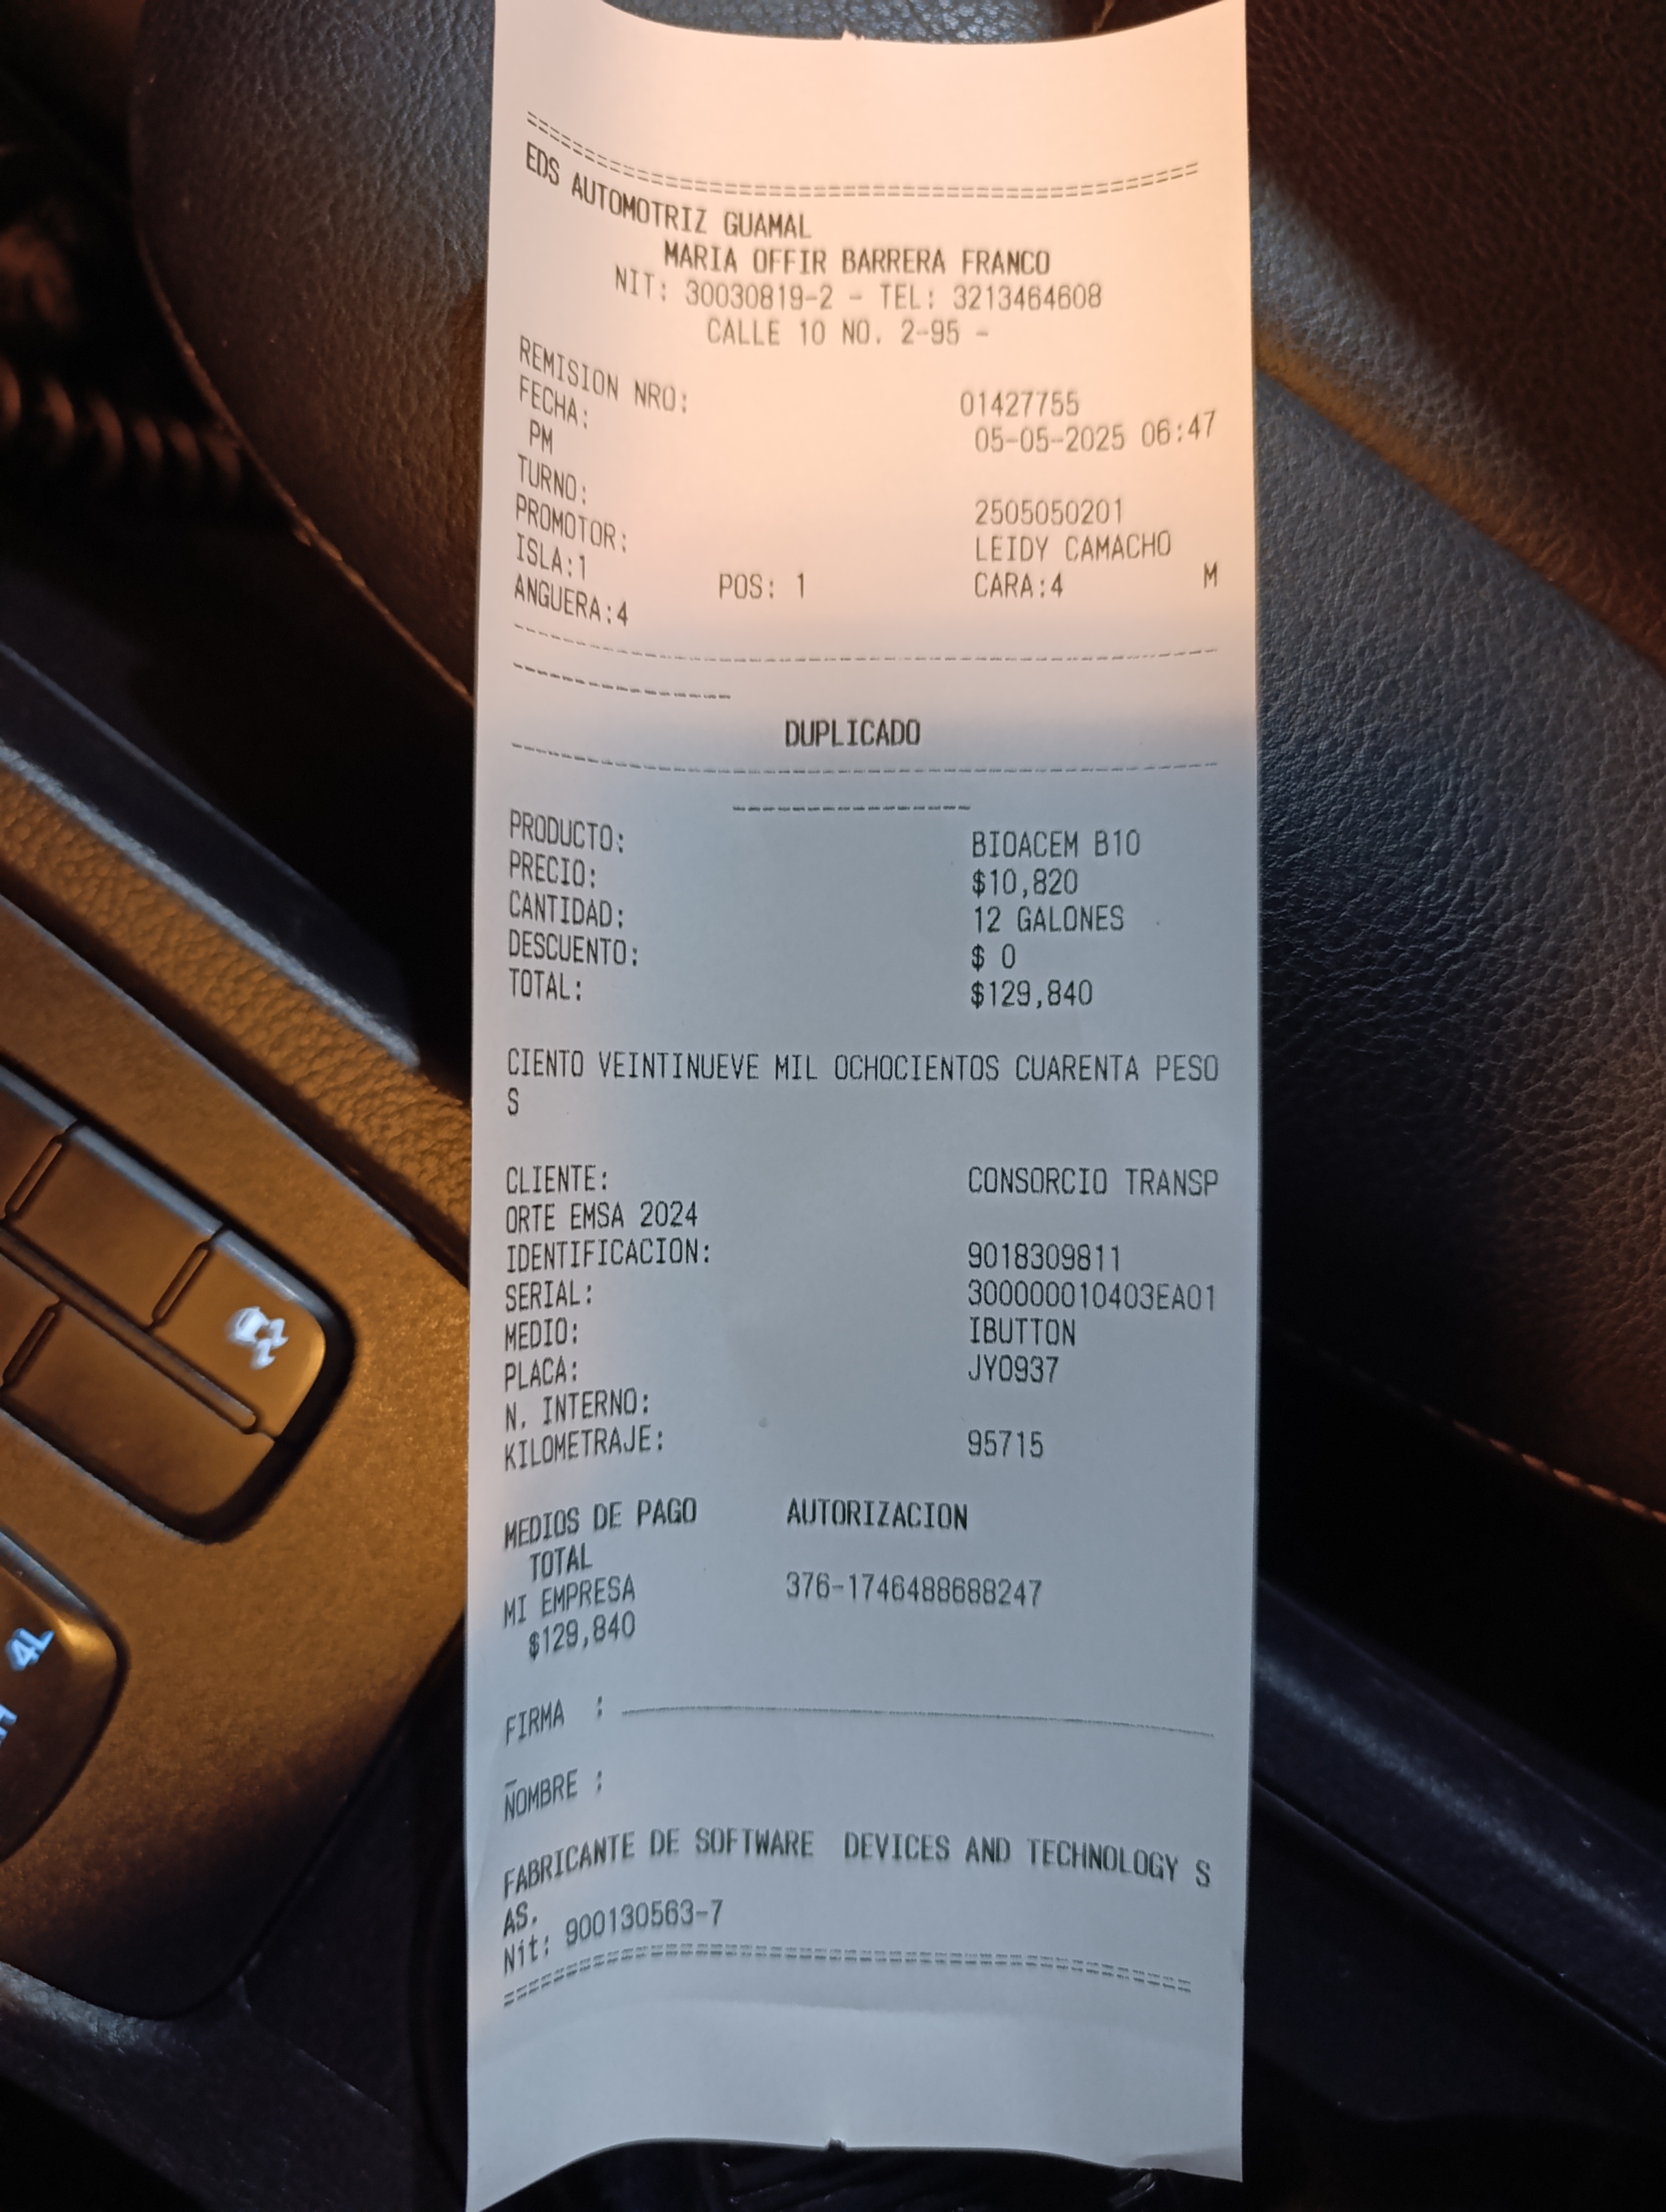 ==============================================
EDS AUTOMOTRIZ GUAMAL
MARIA OFFIR BARRERA FRANCO
NIT: 30030819-2 - TEL: 3213464608
CALLE 10 NO. 2-95 -
REMISION NRO: 01427755
FECHA: 05-05-2025 06:47
PM
TURNO: 2505050201
PROMOTOR: LEIDY CAMACHO
ISLA:1 POS: 1 CARA:4 M
ANGUERA:4
DUPLICADO
PRODUCTO: BIOACEM B10
PRECIO: $10,820
CANTIDAD: 12 GALONES
DESCUENTO: $ 0
TOTAL: $129,840
CIENTO VEINTINUEVE MIL OCHOCIENTOS CUARENTA PESO
S
CLIENTE: CONSORCIO TRANSP
ORTE EMSA 2024
IDENTIFICACION: 9018309811
SERIAL: 300000010403EA01
MEDIO: IBUTTON
PLACA: JYO937
N. INTERNO:
KILOMETRAJE: 95715
MEDIOS DE PAGO AUTORIZACION
TOTAL
MI EMPRESA 376-1746488688247
$129,840
FIRMA :
NOMBRE :
FABRICANTE DE SOFTWARE DEVICES AND TECHNOLOGY S
AS.
Nit: 900130563-7
==============================================
4L